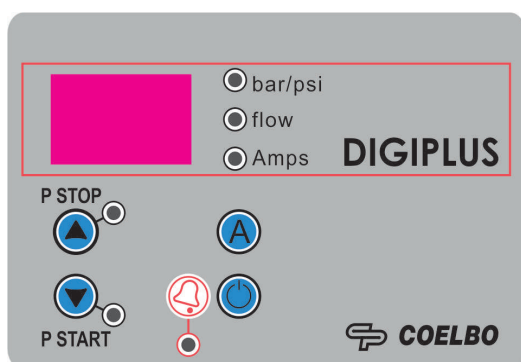 bar/psi
flow
Amps
DIGIPLUS
P STOP
A
P START
COELBO